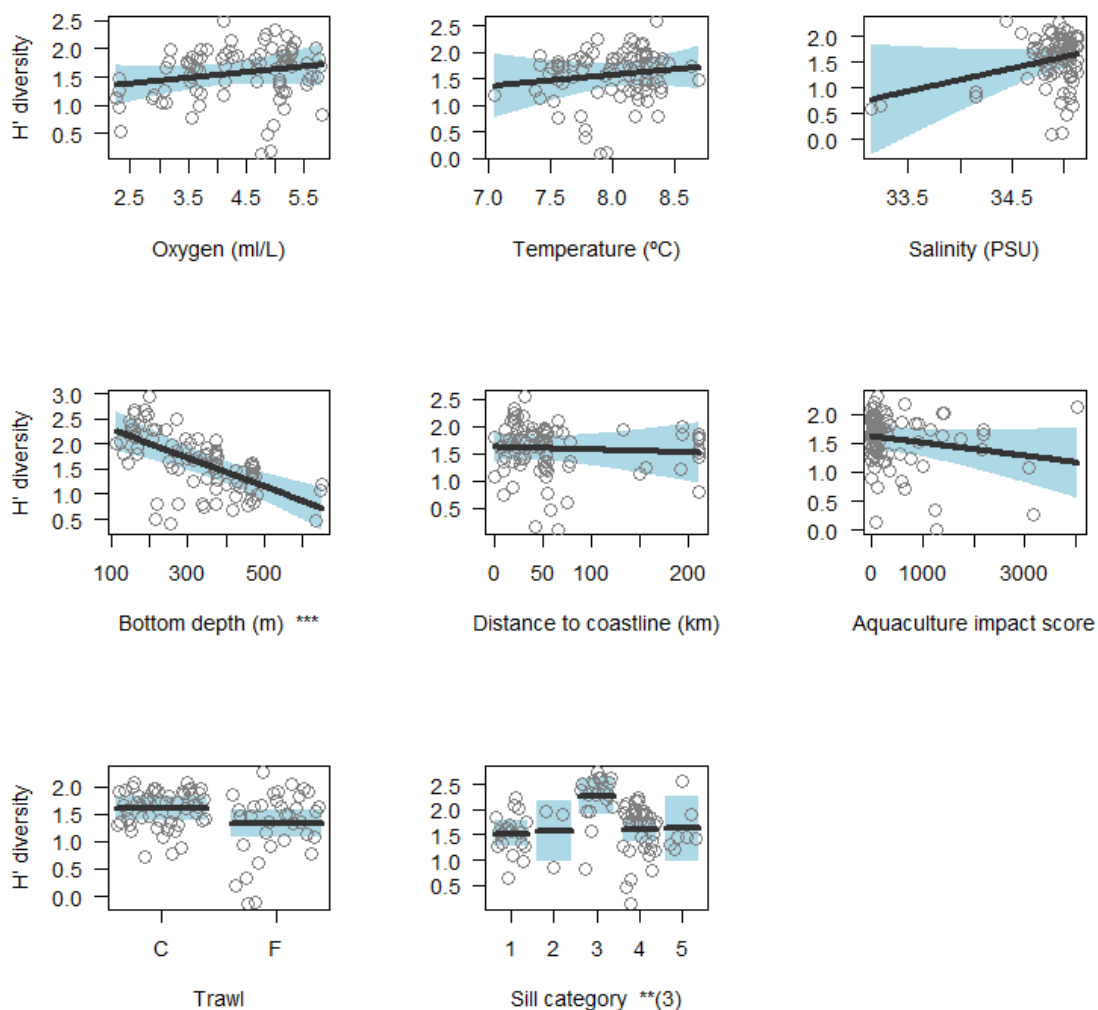 H' diversity
2.5
2.0
1.5
1.0
0.5
2.5 3.5 4.5 5.5
Oxygen (ml/L)
2.5
2.0
1.5
1.0
0.5
0.0
7.0 7.5 8.0 8.5
Temperature (ºC)
2.0
1.5
1.0
0.5
0.0
33.5 34.5
Salinity (PSU)
H' diversity
3.0
2.5
2.0
1.5
1.0
0.5
100 300 500
Bottom depth (m) ***
2.5
2.0
1.5
1.0
0.5
0 50 100 200
Distance to coastline (km)
2.0
1.5
1.0
0.5
0.0
0 1000 3000
Aquaculture impact score
H' diversity
2.0
1.5
1.0
0.5
0.0
C F
Trawl
2.5
2.0
1.5
1.0
0.5
1 2 3 4 5
Sill category **(3)